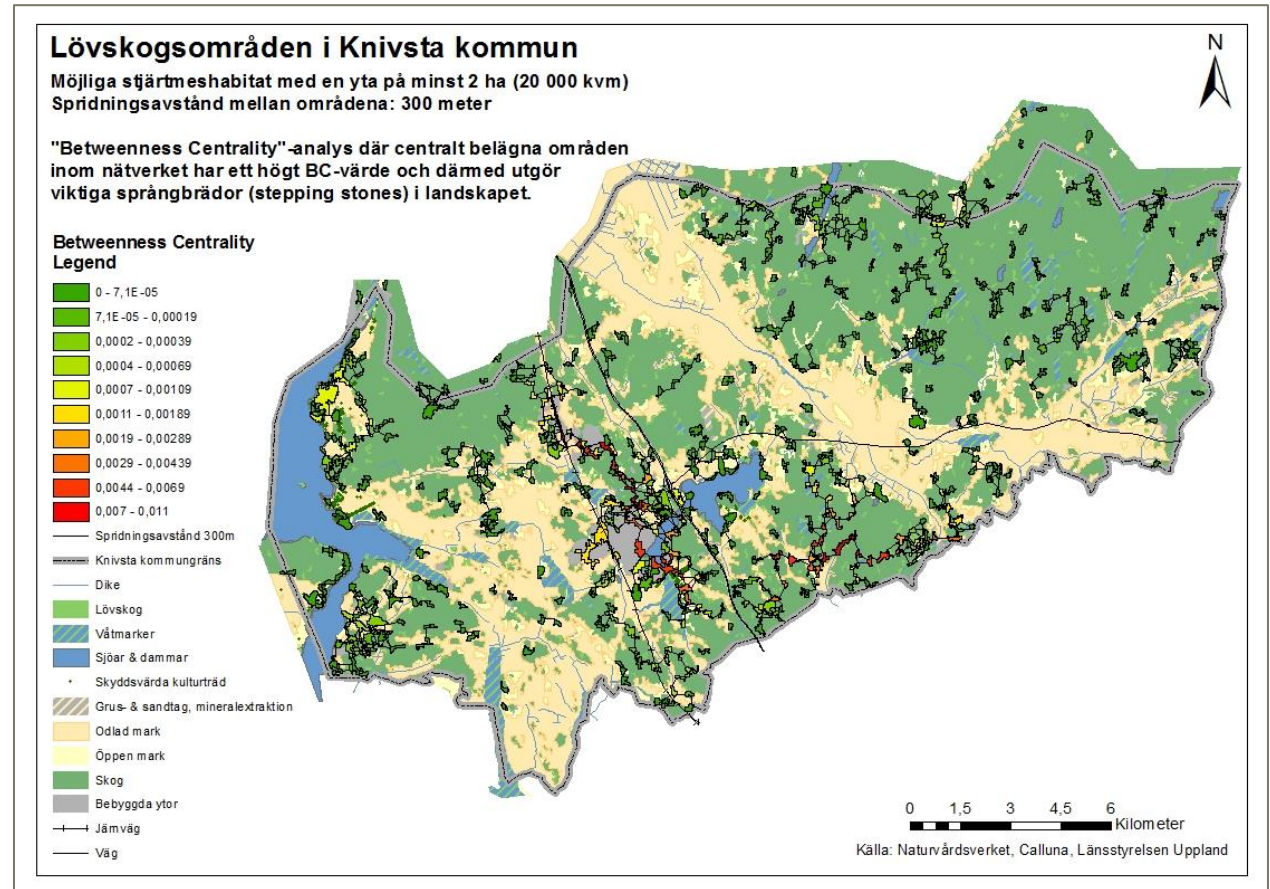 Lövskogsområden i Knivsta kommun
Möjliga stjärtmeshabitat med en yta på minst 2 ha (20 000 kvm)
Spridningsavstånd mellan områdena: 300 meter
"Betweenness Centrality"-analys där centralt belägna områden
inom nätverket har ett högt BC-värde och därmed utgör
viktiga språngbrädor (stepping stones) i landskapet.
N
Betweenness Centrality
Legend
0 - 7,1E-05
7,1E-05 - 0,00019
0,0002 - 0,00039
0,0004 - 0,00069
0,0007 - 0,00109
0,0011 - 0,00189
0,0019 - 0,00289
0,0029 - 0,00439
0,0044 - 0,0069
0,007 - 0,011
Spridningsavstånd 300m
Knivsta kommungräns
Dike
Lövskog
Våtmarker
Sjöar & dammar
Skyddsvärda kulturträd
Grus- & sandtag, mineralextraktion
Odlad mark
Öppen mark
Skog
Bebyggda ytor
Järnväg
Väg
0 1,5 3 4,5 6
Kilometer
Källa: Naturvårdsverket, Calluna, Länsstyrelsen Uppland